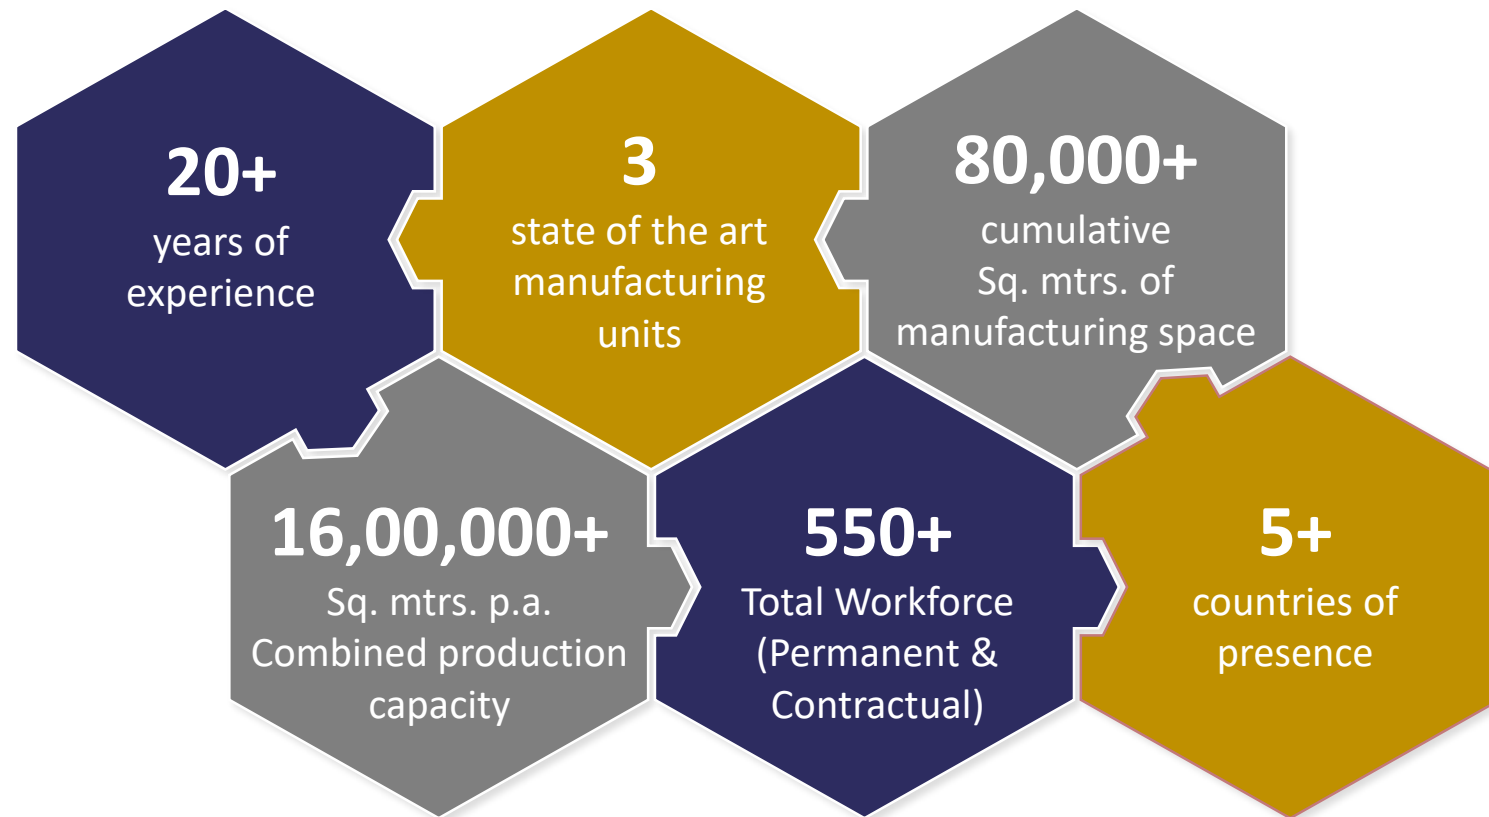 20+
years of
experience
3
state of the art
manufacturing
units
80,000+
cumulative
Sq. mtrs. of
manufacturing space
16,00,000+
Sq. mtrs. p.a.
Combined production
capacity
550+
Total Workforce
(Permanent &
Contractual)
5+
countries of
presence